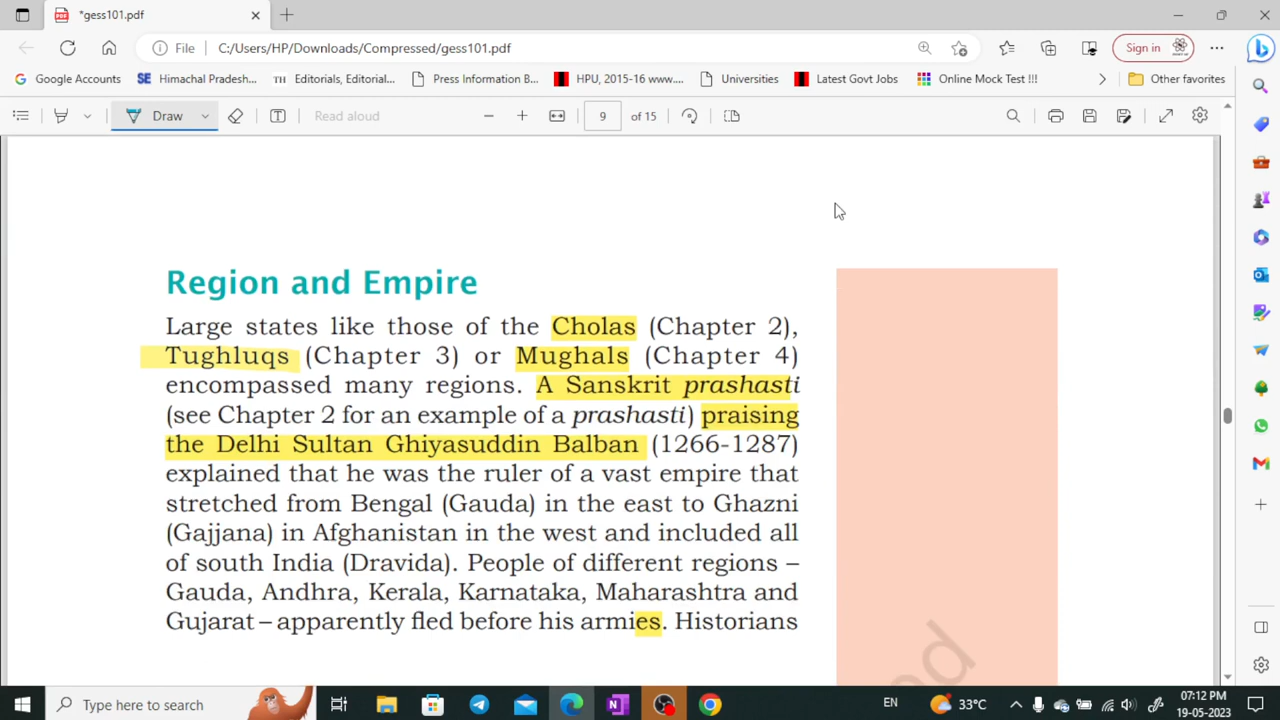 *gess101.pdf
File C:/Users/HP/Downloads/Compressed/gess101.pdf Sign in
Google Accounts SE Himachal Pradesh... TH Editorials, Editorial... Press Information B... HPU, 2015-16 www.... Universities Latest Govt Jobs Online Mock Test !!! Other favorites
Draw Read aloud 9 of 15
Region and Empire
Large states like those of the Cholas (Chapter 2),
Tughluqs (Chapter 3) or Mughals (Chapter 4)
encompassed many regions. A Sanskrit prashasti
(see Chapter 2 for an example of a prashasti) praising
the Delhi Sultan Ghiyasuddin Balban (1266-1287)
explained that he was the ruler of a vast empire that
stretched from Bengal (Gauda) in the east to Ghazni
(Gajjana) in Afghanistan in the west and included all
of south India (Dravida). People of different regions –
Gauda, Andhra, Kerala, Karnataka, Maharashtra and
Gujarat – apparently fled before his armies. Historians
nd
Type here to search EN 33°C 07:12 PM
19-05-2023